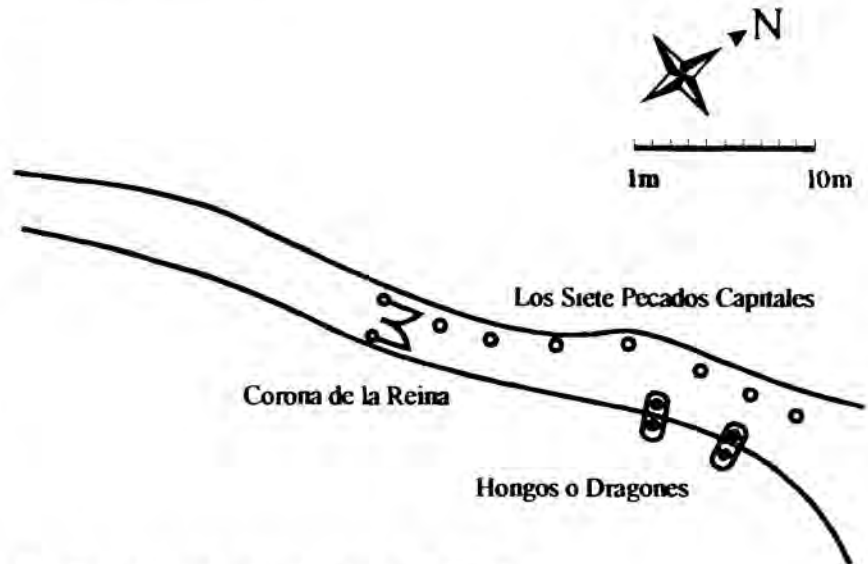 N
1m 10m
Los Siete Pecados Capitales
Corona de la Reina
Hongos o Dragones